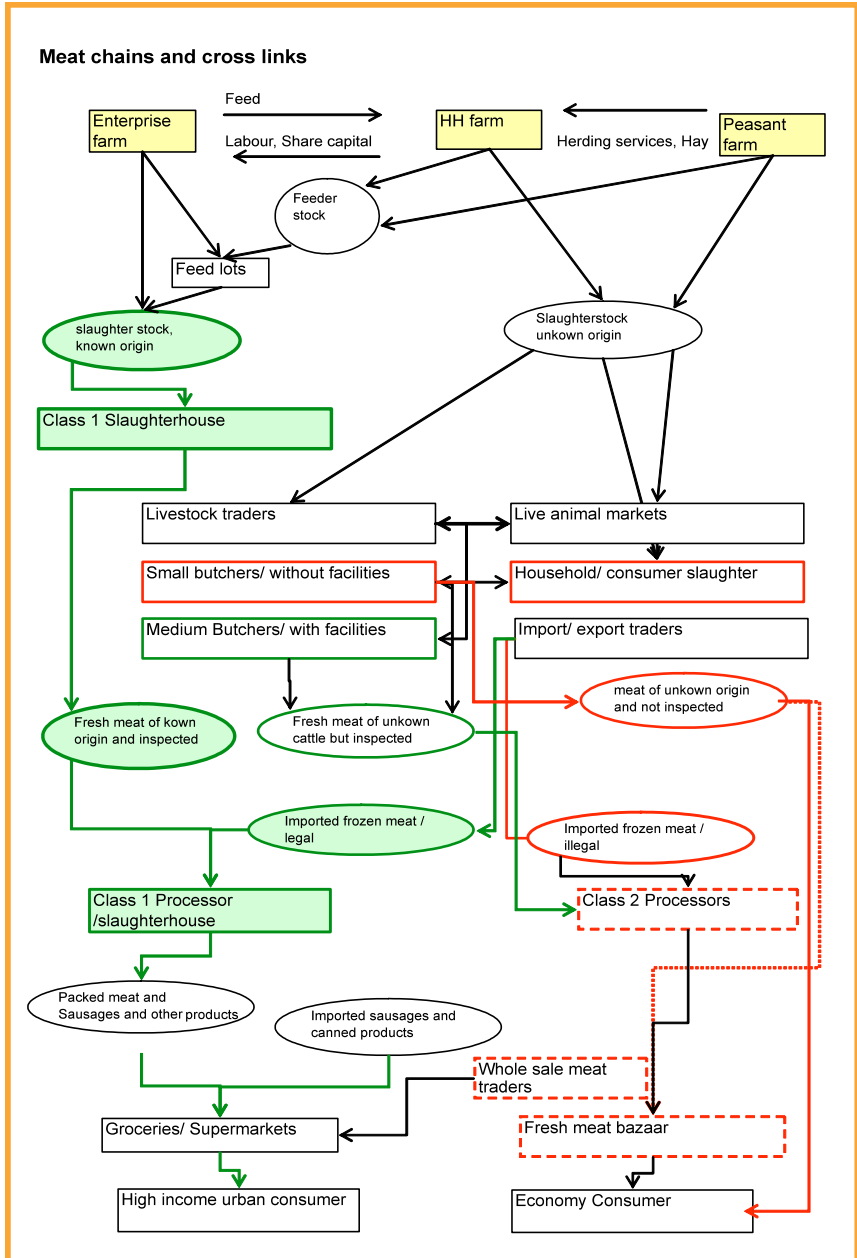 Meat chains and cross links
Feed
Enterprise
farm
HH farm
Peasant
farm
Labour, Share capital
Herding services, Hay
Feeder
stock
Feed lots
slaughter stock,
known origin
Slaughterstock
unkown origin
Class 1 Slaughterhouse
Livestock traders
Live animal markets
Small butchers/ without facilities
Household/ consumer slaughter
Medium Butchers/ with facilities
Import/ export traders
meat of unkown origin
and not inspected
Fresh meat of kown
origin and inspected
Fresh meat of unkown
cattle but inspected
Imported frozen meat /
legal
Imported frozen meat /
illegal
Class 1 Processor
/slaughterhouse
Class 2 Processors
Packed meat and
Sausages and other products
Imported sausages and
canned products
Whole sale meat
traders
Groceries/ Supermarkets
Fresh meat bazaar
High income urban consumer
Economy Consumer